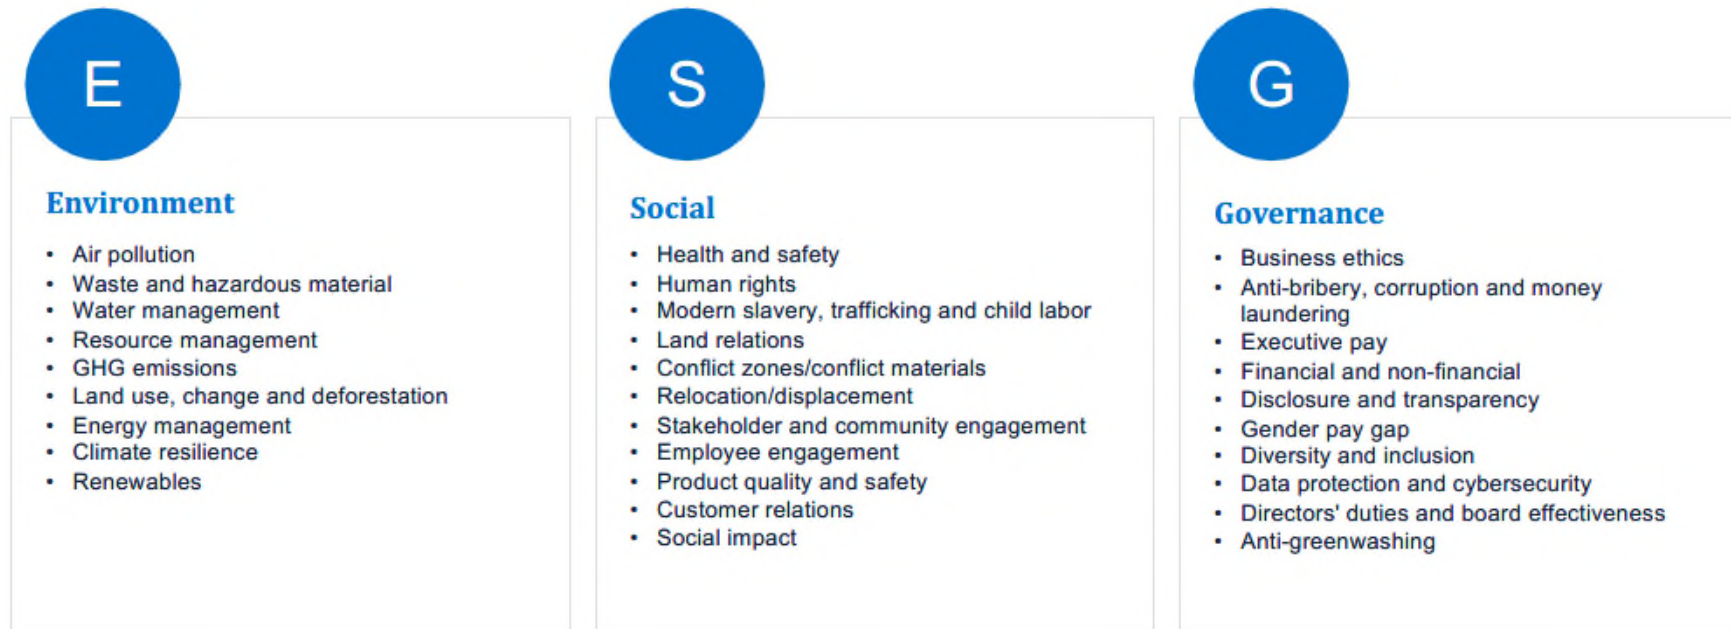 E
Environment
• Air pollution
• Waste and hazardous material
• Water management
• Resource management
• GHG emissions
• Land use, change and deforestation
• Energy management
• Climate resilience
• Renewables
S
Social
• Health and safety
• Human rights
• Modern slavery, trafficking and child labor
• Land relations
• Conflict zones/conflict materials
• Relocation/displacement
• Stakeholder and community engagement
• Employee engagement
• Product quality and safety
• Customer relations
• Social impact
G
Governance
• Business ethics
• Anti-bribery, corruption and money
laundering
• Executive pay
• Financial and non-financial
• Disclosure and transparency
• Gender pay gap
• Diversity and inclusion
• Data protection and cybersecurity
• Directors' duties and board effectiveness
• Anti-greenwashing